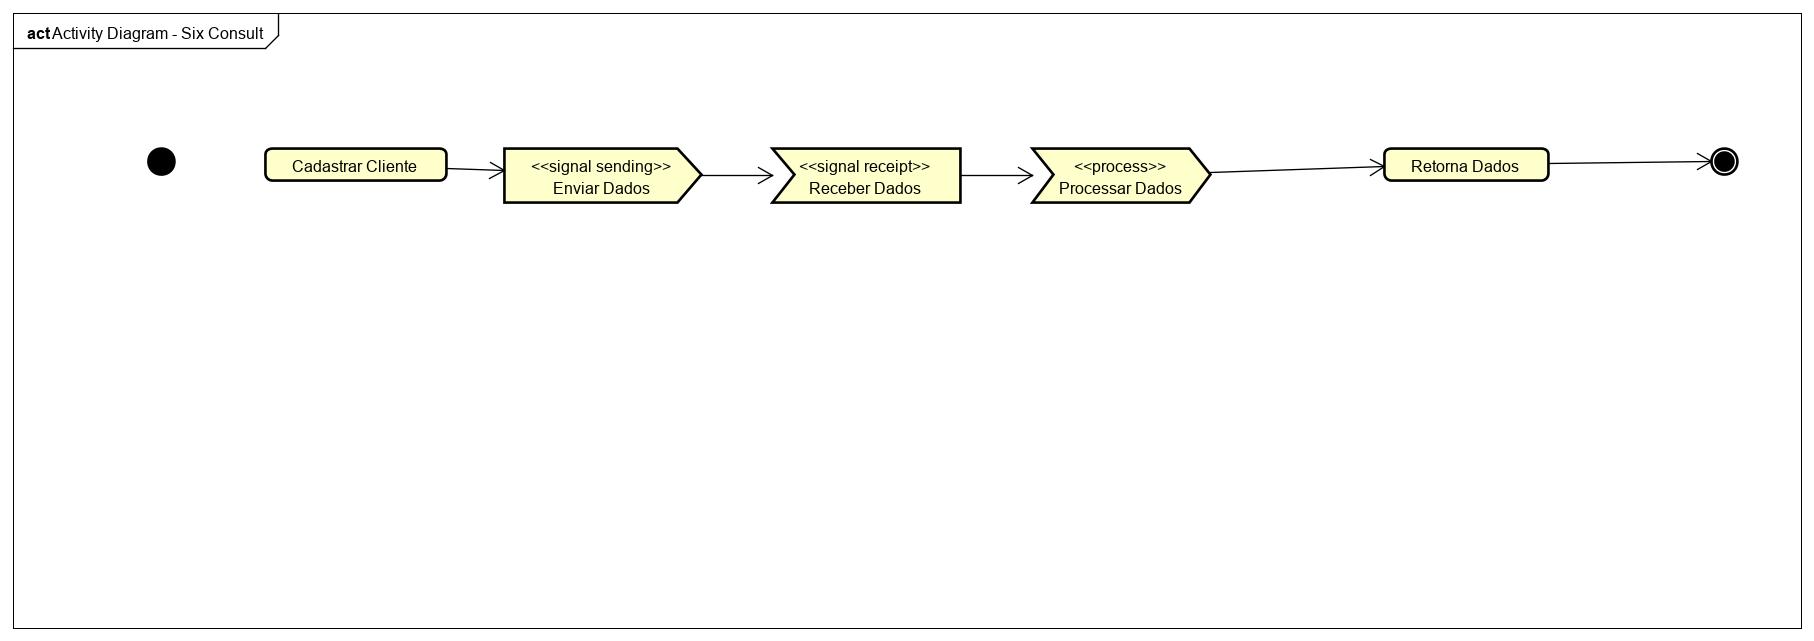 act Activity Diagram - Six Consult
Cadastrar Cliente
<<signal sending>>
Enviar Dados
<<signal receipt>>
Receber Dados
<<process>>
Processar Dados
Retorna Dados